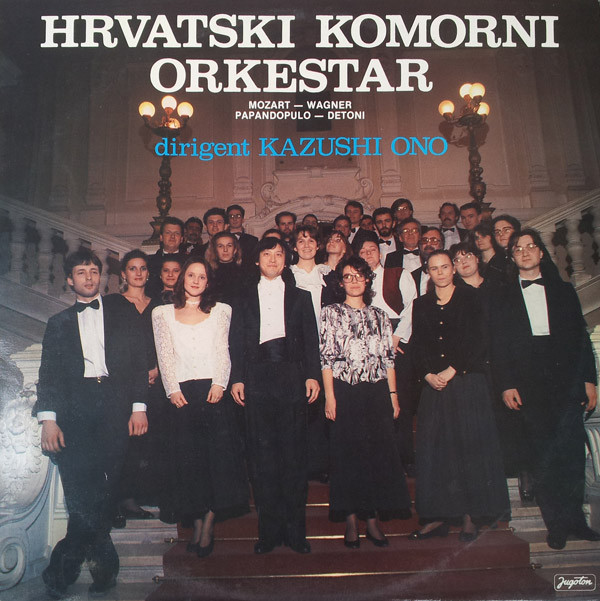 HRVATSKI KOMORNI
ORKESTAR
MOZART — WAGNER
PAPANDOPULO — DETONI
dirigent KAZUSHI ONO
Jugoton